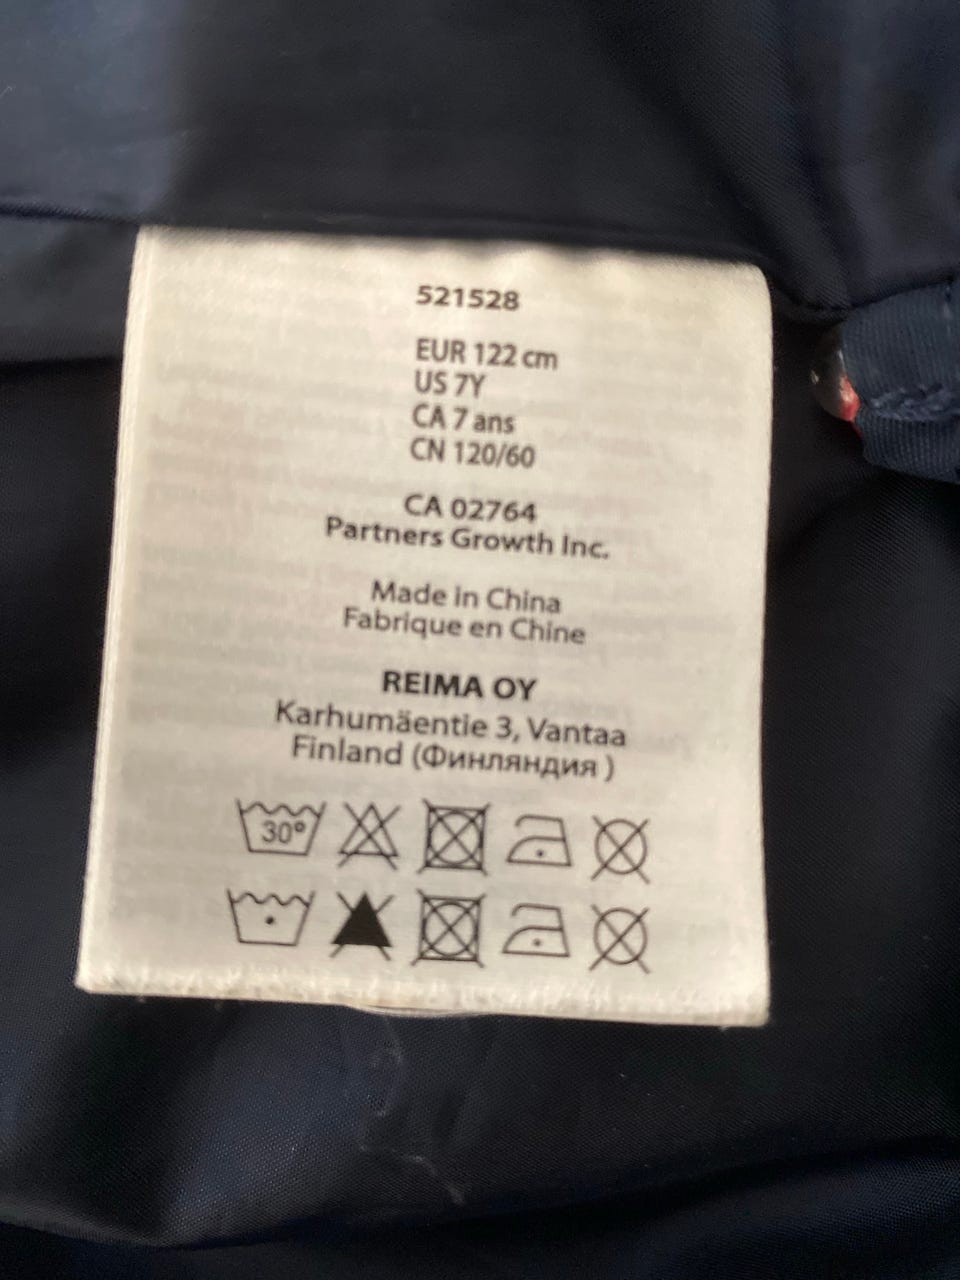 521528
EUR 122 cm
US 7Y
CA 7 ans
CN 120/60
CA 02764
Partners Growth Inc.
Made in China
Fabrique en Chine
REIMA OY
Karhumäentie 3, Vantaa
Finland (Финляндия )
30°